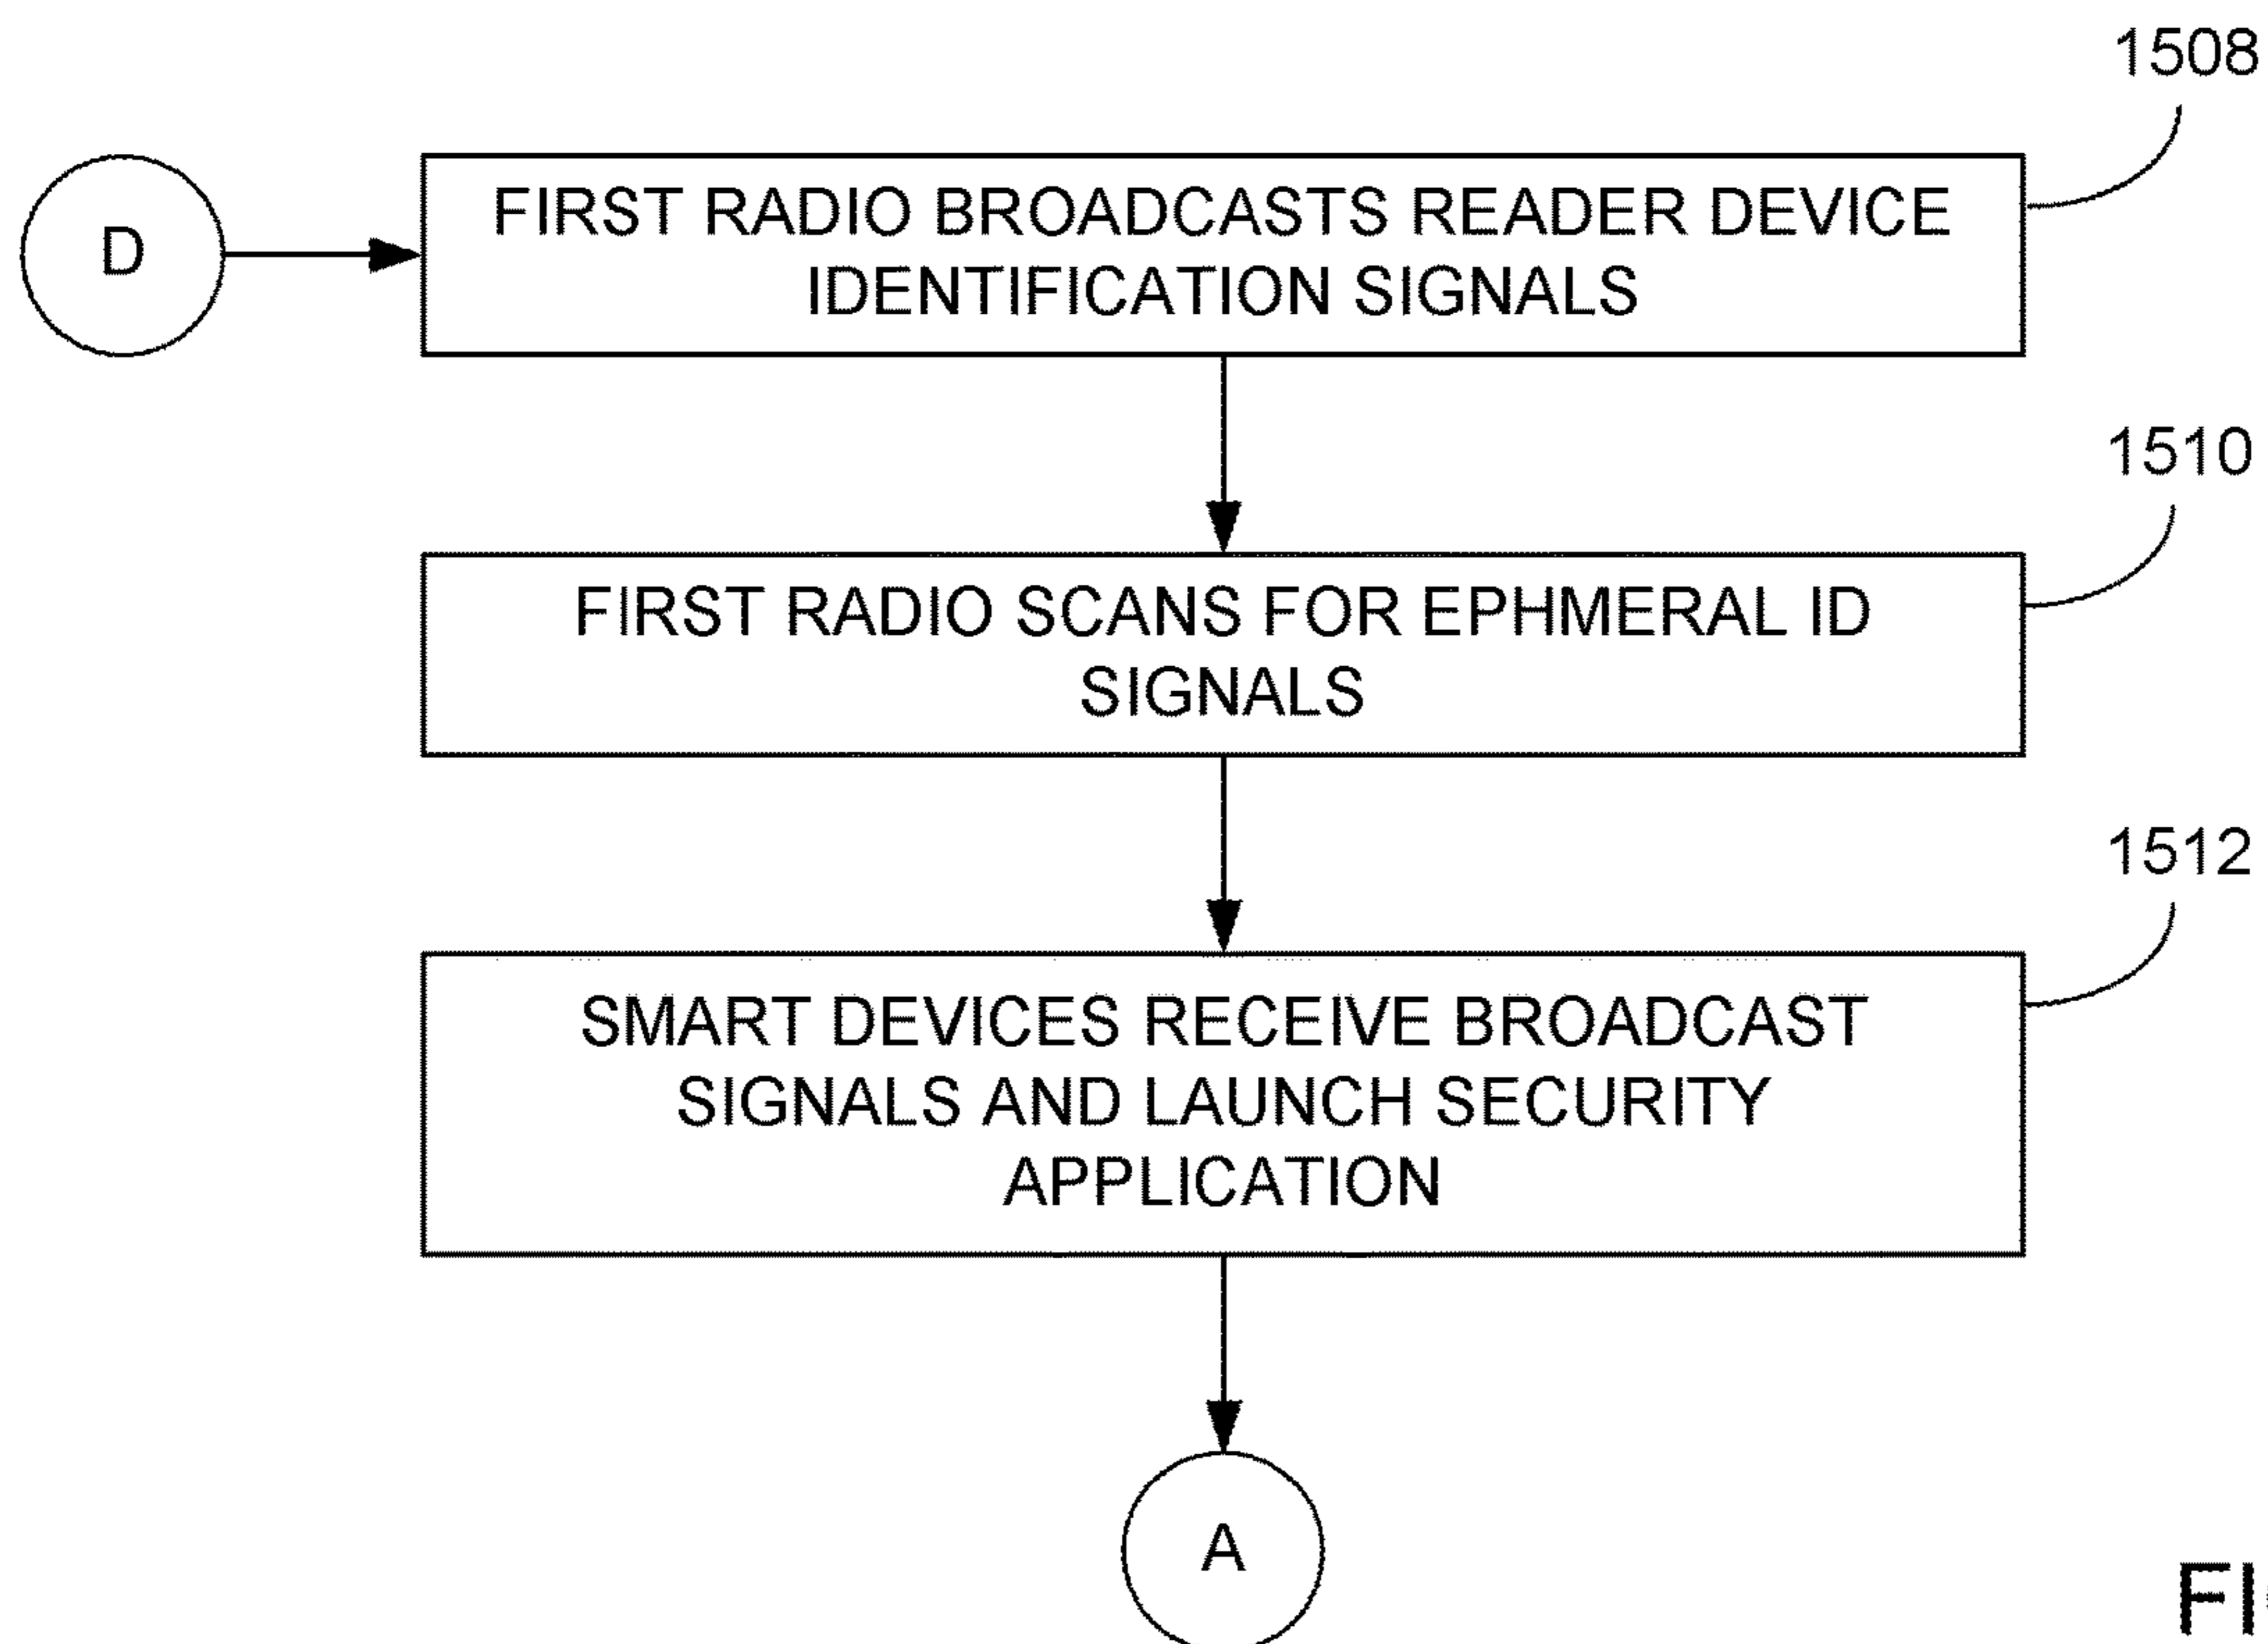 1508
D
FIRST RADIO BROADCASTS READER DEVICE
IDENTIFICATION SIGNALS
1510
FIRST RADIO SCANS FOR EPHMERAL ID
SIGNALS
1512
SMART DEVICES RECEIVE BROADCAST
SIGNALS AND LAUNCH SECURITY
APPLICATION
A